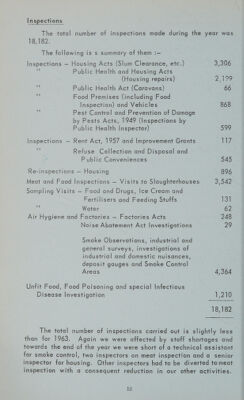 Inspections
The total number of inspections made during the year was
18,182.
The following is s summary of them :–
Inspections – Housing Acts (Slum Clearance, etc.) 3,306
" Public Health and Housing Acts
(Housing repairs) 2,199
" Public Health Act (Caravans) 66
" Food Premises (including Food
Inspection) and Vehicles 868
" Pest Control and Prevention of Damage
by Pests Acts, 1949 (Inspections by
Public Health Inspector) 599
Inspections – Rent Act, 1957 and Improvement Grants 117
" Refuse Collection and Disposal and
Public Conveniences 545
Re-inspections – Housing 896
Meat and Food Inspections – Visits to Slaughterhouses 3,542
Sampling Visits – Food and Drugs, Ice Cream and
Fertilisers and Feeding Stuffs 131
" Water 62
Air Hygiene and Factories – Factories Acts 248
Noise Abatement Act Investigations 29
Smoke Observations, industrial and
general surveys, investigations of
industrial and domestic nuisances,
deposit gauges and Smoke Control
Areas 4,364
Unfit Food, Food Poisoning and special Infectious
Disease Investigation 1,210
18,182
The total number of inspections carried out is slightly less
than for 1963. Again we were affected by staff shortages and
towards the end of the year we were short of a technical assistant
for smoke control, two inspectors on meat inspection and a senior
inspector for housing. Other inspectors had to be diverted to meat
inspection with a consequent reduction in our other activities.